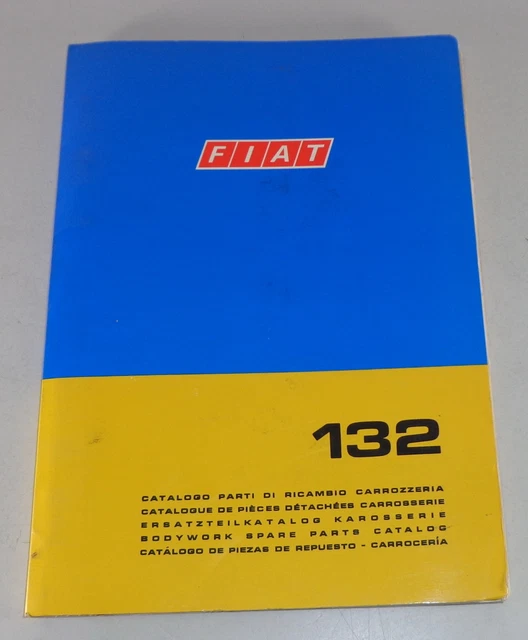 FIAT
132
CATALOGO PARTI DI RICAMBIO CARROZZERIA
CATALOGUE DE PIÈCES DÉTACHÉES CARROSSERIE
ERSATZTEILKATALOG KAROSSERIE
BODYWORK SPARE PARTS CATALOG
CATÁLOGO DE PIEZAS DE REPUESTO - CARROCERÍA